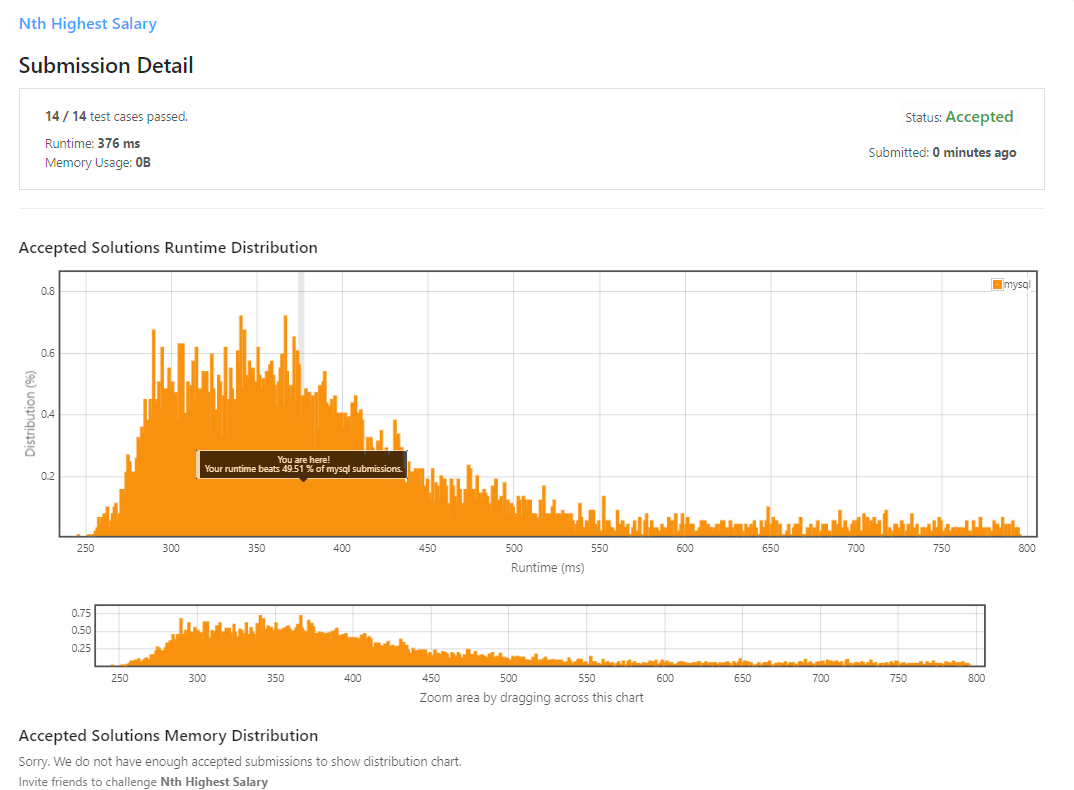 Nth Highest Salary
Submission Detail
14 / 14 test cases passed.
Status: Accepted
Runtime: 376 ms
Memory Usage: 0B
Submitted: 0 minutes ago
Accepted Solutions Runtime Distribution
mysql
0.8
0.6
0.4
0.2
Distribution (%)
You are here!
Your runtime beats 49.51 % of mysql submissions.
250 300 350 400 450 500 550 600 650 700 750 800
Runtime (ms)
0.75
0.50
0.25
250 300 350 400 450 500 550 600 650 700 750 800
Zoom area by dragging across this chart
Accepted Solutions Memory Distribution
Sorry. We do not have enough accepted submissions to show distribution chart.
Invite friends to challenge Nth Highest Salary